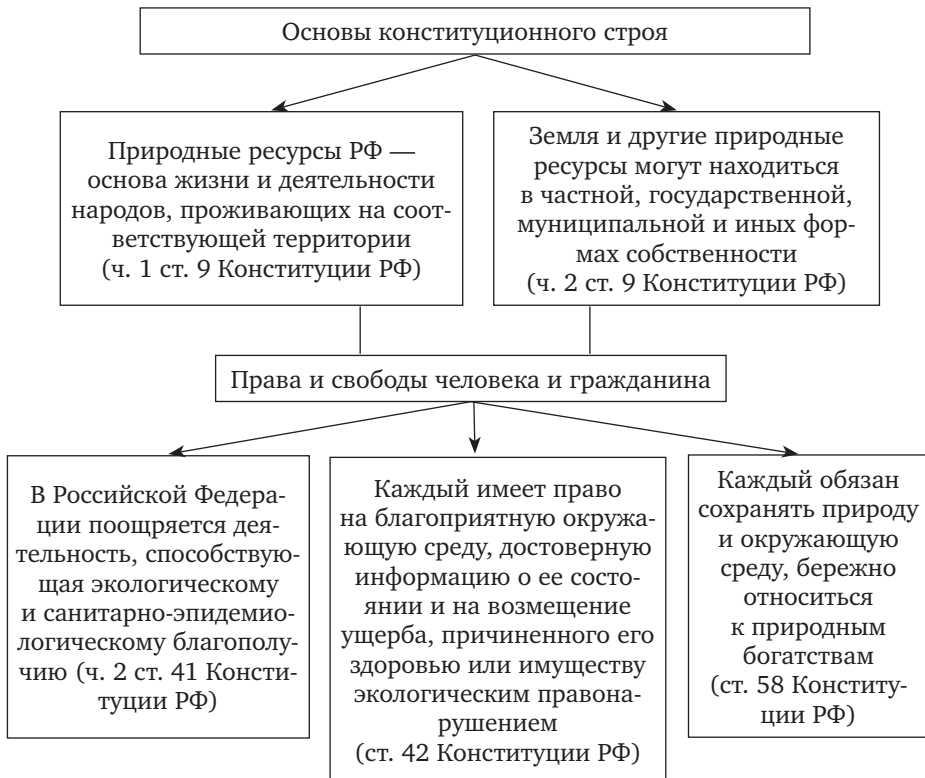 Основы конституционного строя
Природные ресурсы РФ —
основа жизни и деятельности
народов, проживающих на соот-
ветствующей территории
(ч. 1 ст. 9 Конституции РФ)
Земля и другие природные
ресурсы могут находиться
в частной, государственной,
муниципальной и иных фор-
мах собственности
(ч. 2 ст. 9 Конституции РФ)
Права и свободы человека и гражданина
В Российской Федера-
ции поощряется дея-
тельность, способствую-
щая экологическому
и санитарно-эпидемио-
логическому благополу-
чию (ч. 2 ст. 41 Консти-
туции РФ)
Каждый имеет право
на благоприятную окружа-
ющую среду, достоверную
информацию о ее состо-
янии и на возмещение
ущерба, причиненного его
здоровью или имуществу
экологическим правона-
рушением
(ст. 42 Конституции РФ)
Каждый обязан
сохранять природу
и окружающую
среду, бережно
относиться
к природным
богатствам
(ст. 58 Конститу-
ции РФ)